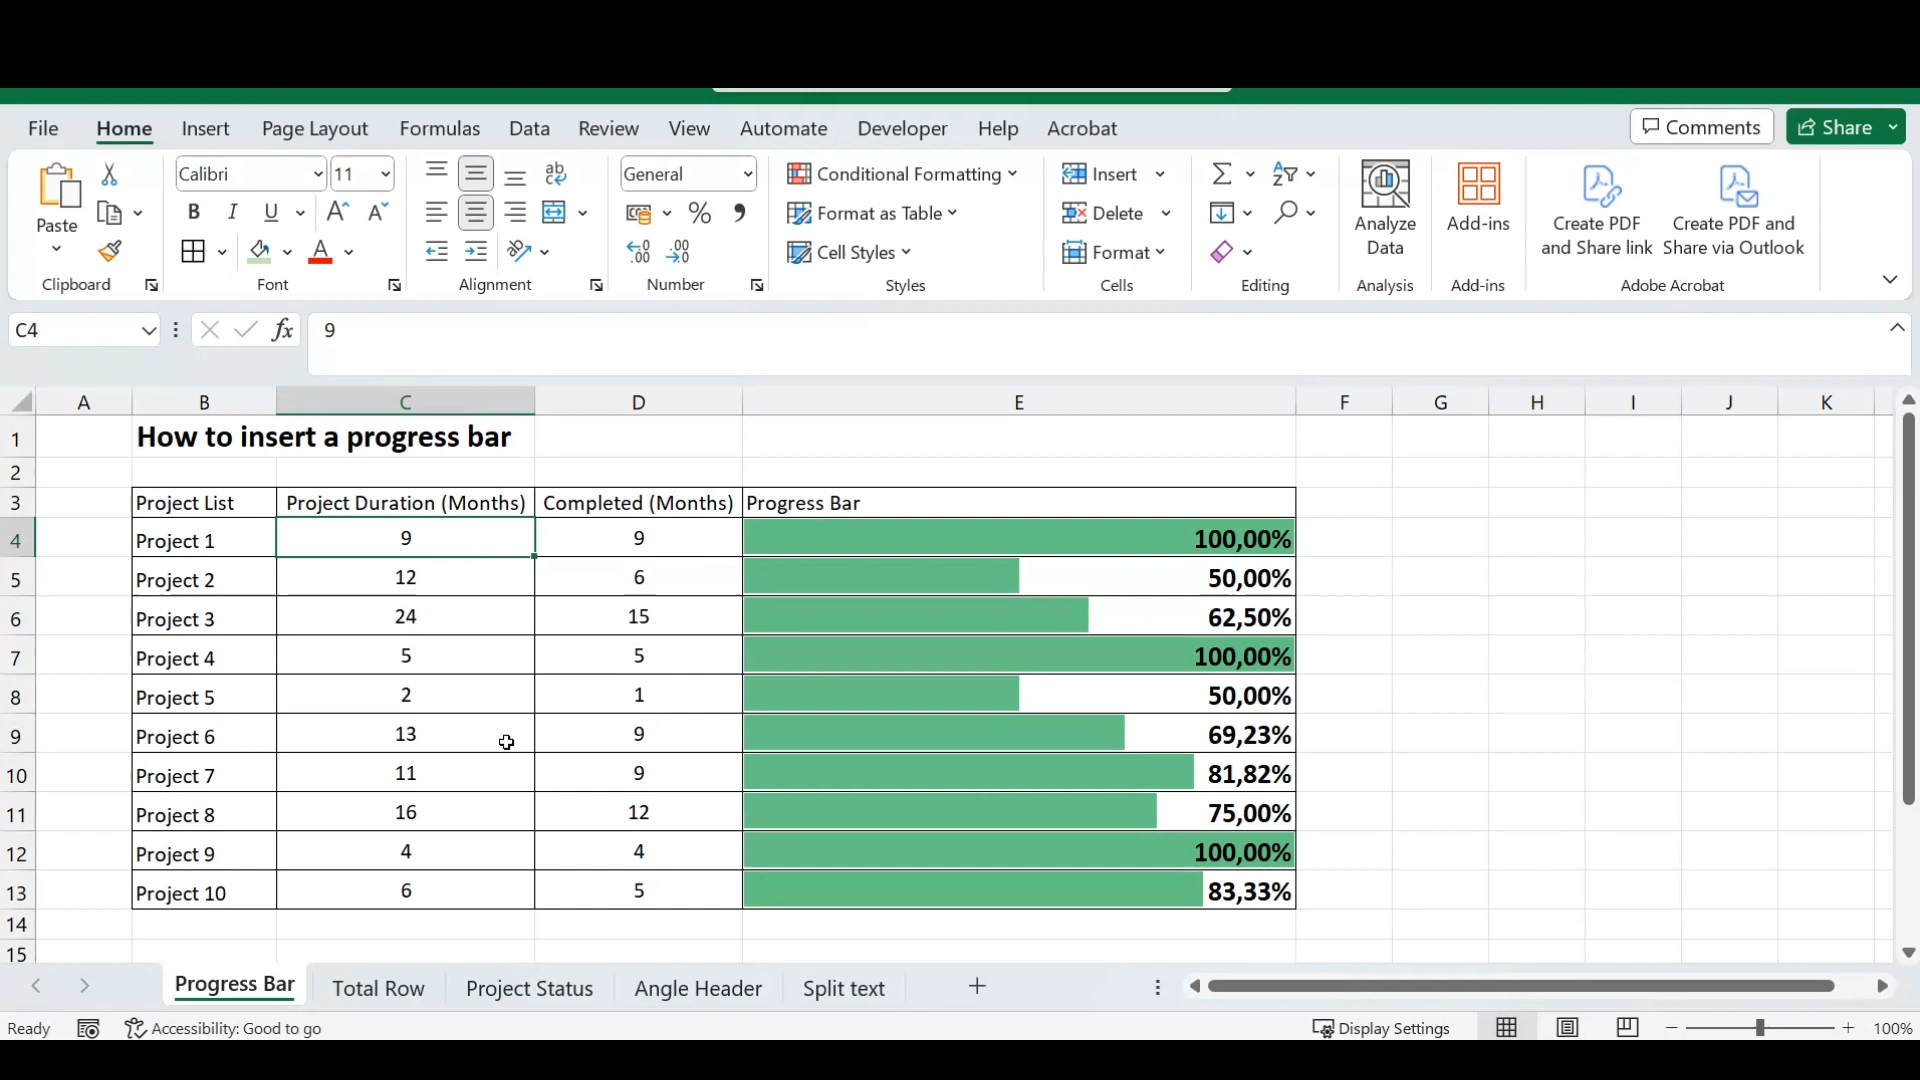 File Home Insert Page Layout Formulas Data Review View Automate Developer Help Acrobat Comments Share
Calibri 11 General Conditional Formatting Insert
Paste Format as Table Delete Analyze Data Add-ins Create PDF and Share link Create PDF and Share via Outlook
B I U A A % Cell Styles Format
Clipboard Font Alignment Number Styles Cells Editing Analysis Add-ins Adobe Acrobat
C4 fx 9
A B C D E F G H I J K
1 How to insert a progress bar
2
3 Project List Project Duration (Months) Completed (Months) Progress Bar
4 Project 1 9 9 100,00%
5 Project 2 12 6 50,00%
6 Project 3 24 15 62,50%
7 Project 4 5 5 100,00%
8 Project 5 2 1 50,00%
9 Project 6 13 9 69,23%
10 Project 7 11 9 81,82%
11 Project 8 16 12 75,00%
12 Project 9 4 4 100,00%
13 Project 10 6 5 83,33%
14
15
Progress Bar Total Row Project Status Angle Header Split text
Ready Accessibility: Good to go Display Settings 100%